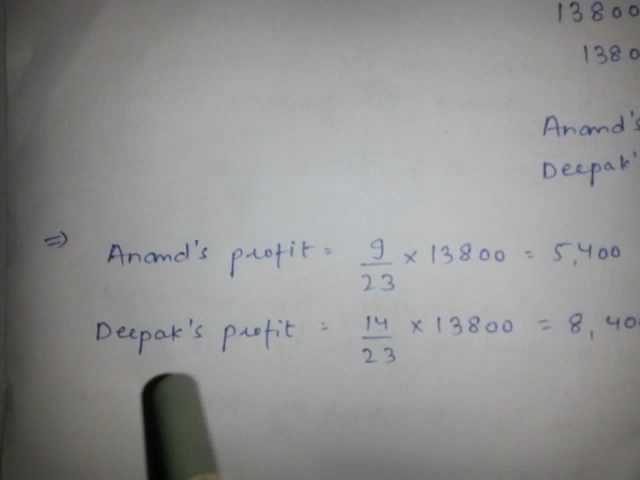 13800
1380
Anand's
Deepak'
⇒ Anand's profit = 9/23 × 13800 = 5,400
Deepak's profit = 14/23 × 13800 = 8,40